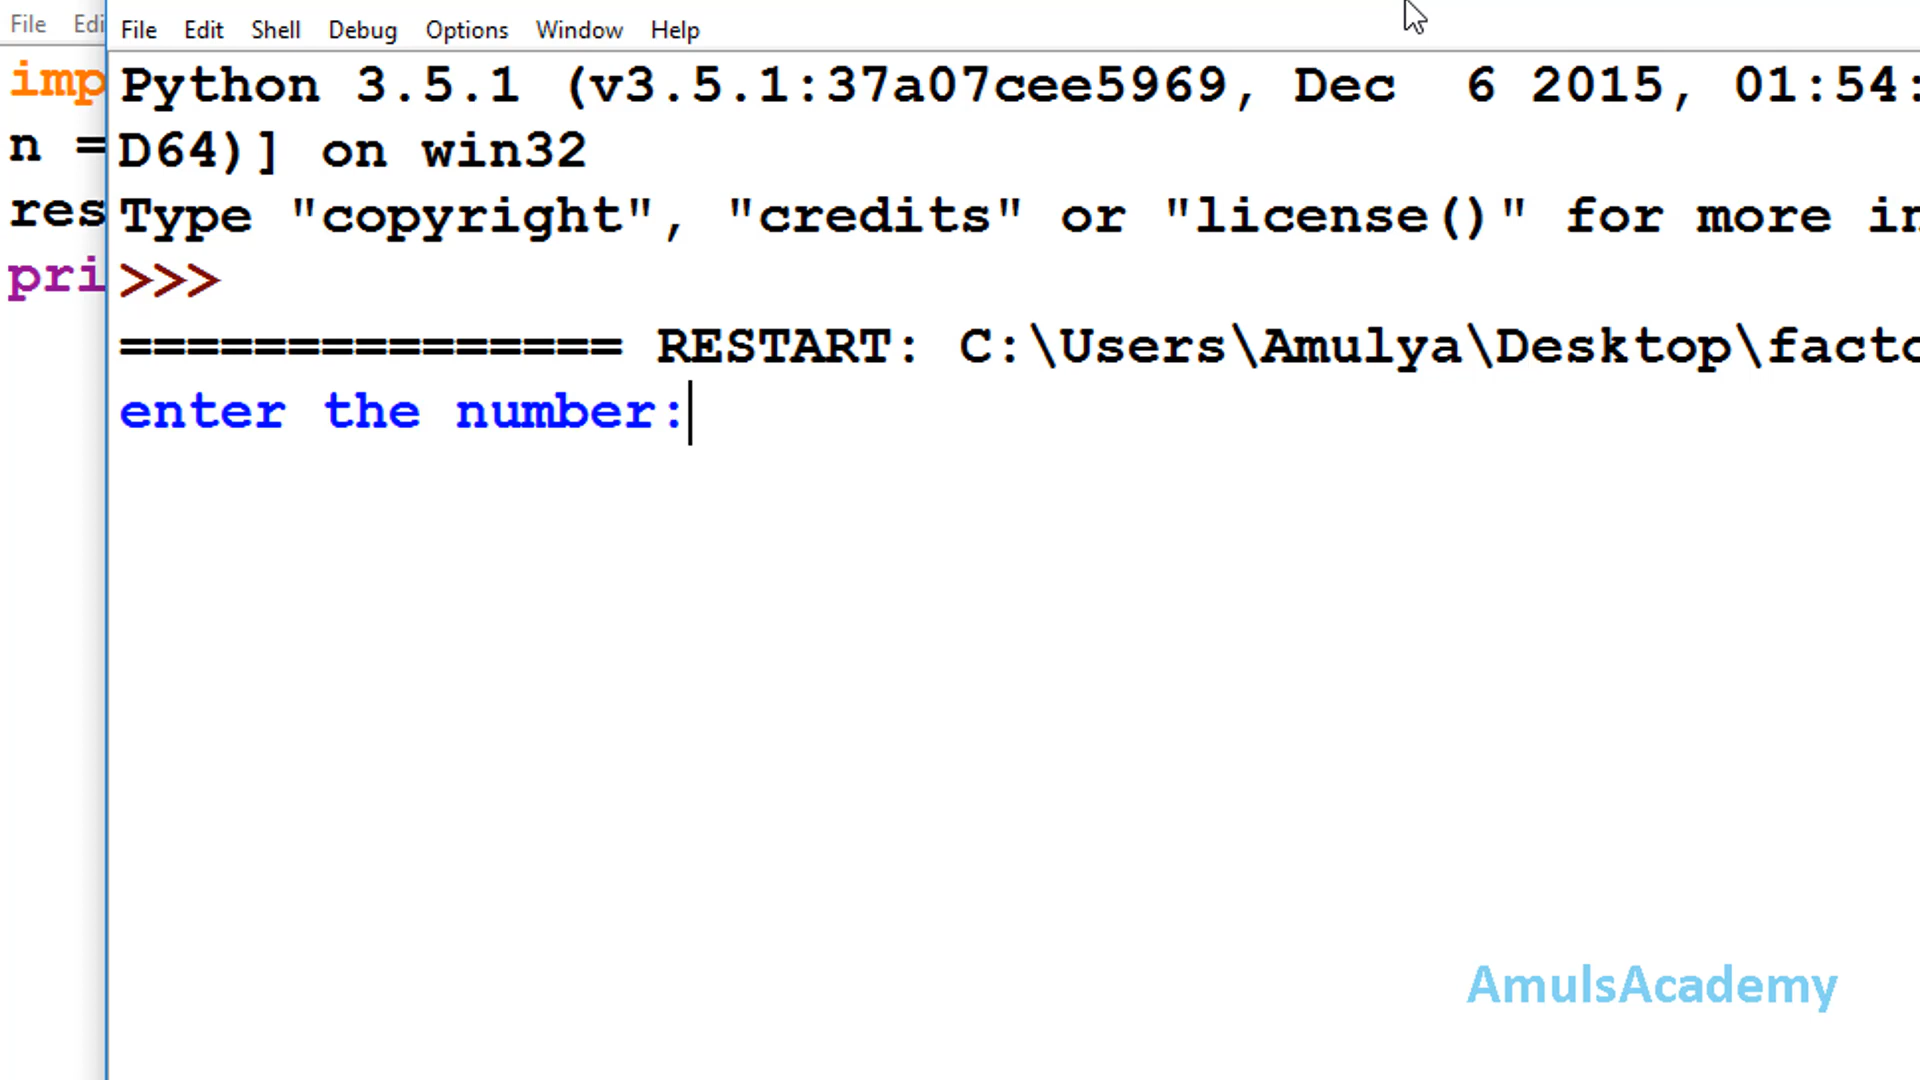 File Edi
imp
n =
res
pri
File Edit Shell Debug Options Window Help
Python 3.5.1 (v3.5.1:37a07cee5969, Dec  6 2015, 01:54:
D64)] on win32
Type "copyright", "credits" or "license()" for more in
>>>
=============== RESTART: C:\Users\Amulya\Desktop\facto
enter the number:
AmulsAcademy